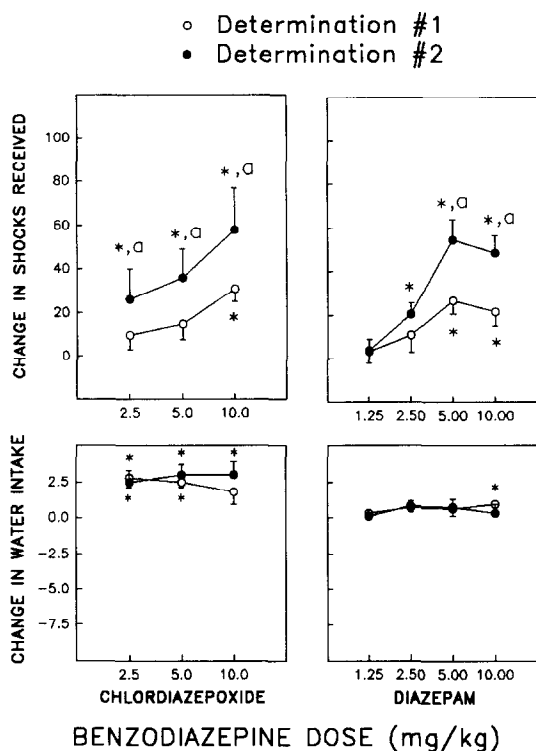 ○ Determination #1
● Determination #2
CHANGE IN SHOCKS RECEIVED
100
80
60
40
20
0
*,a
*,a
*,a
*
2.5
5.0
10.0
*
*,a
*,a
*
*
1.25
2.50
5.00
10.00
CHANGE IN WATER INTAKE
2.5
0.0
-2.5
-5.0
-7.5
*
*
*
*
*
2.5
5.0
10.0
CHLORDIAZEPOXIDE
*
1.25
2.50
5.00
10.00
DIAZEPAM
BENZODIAZEPINE DOSE (mg/kg)